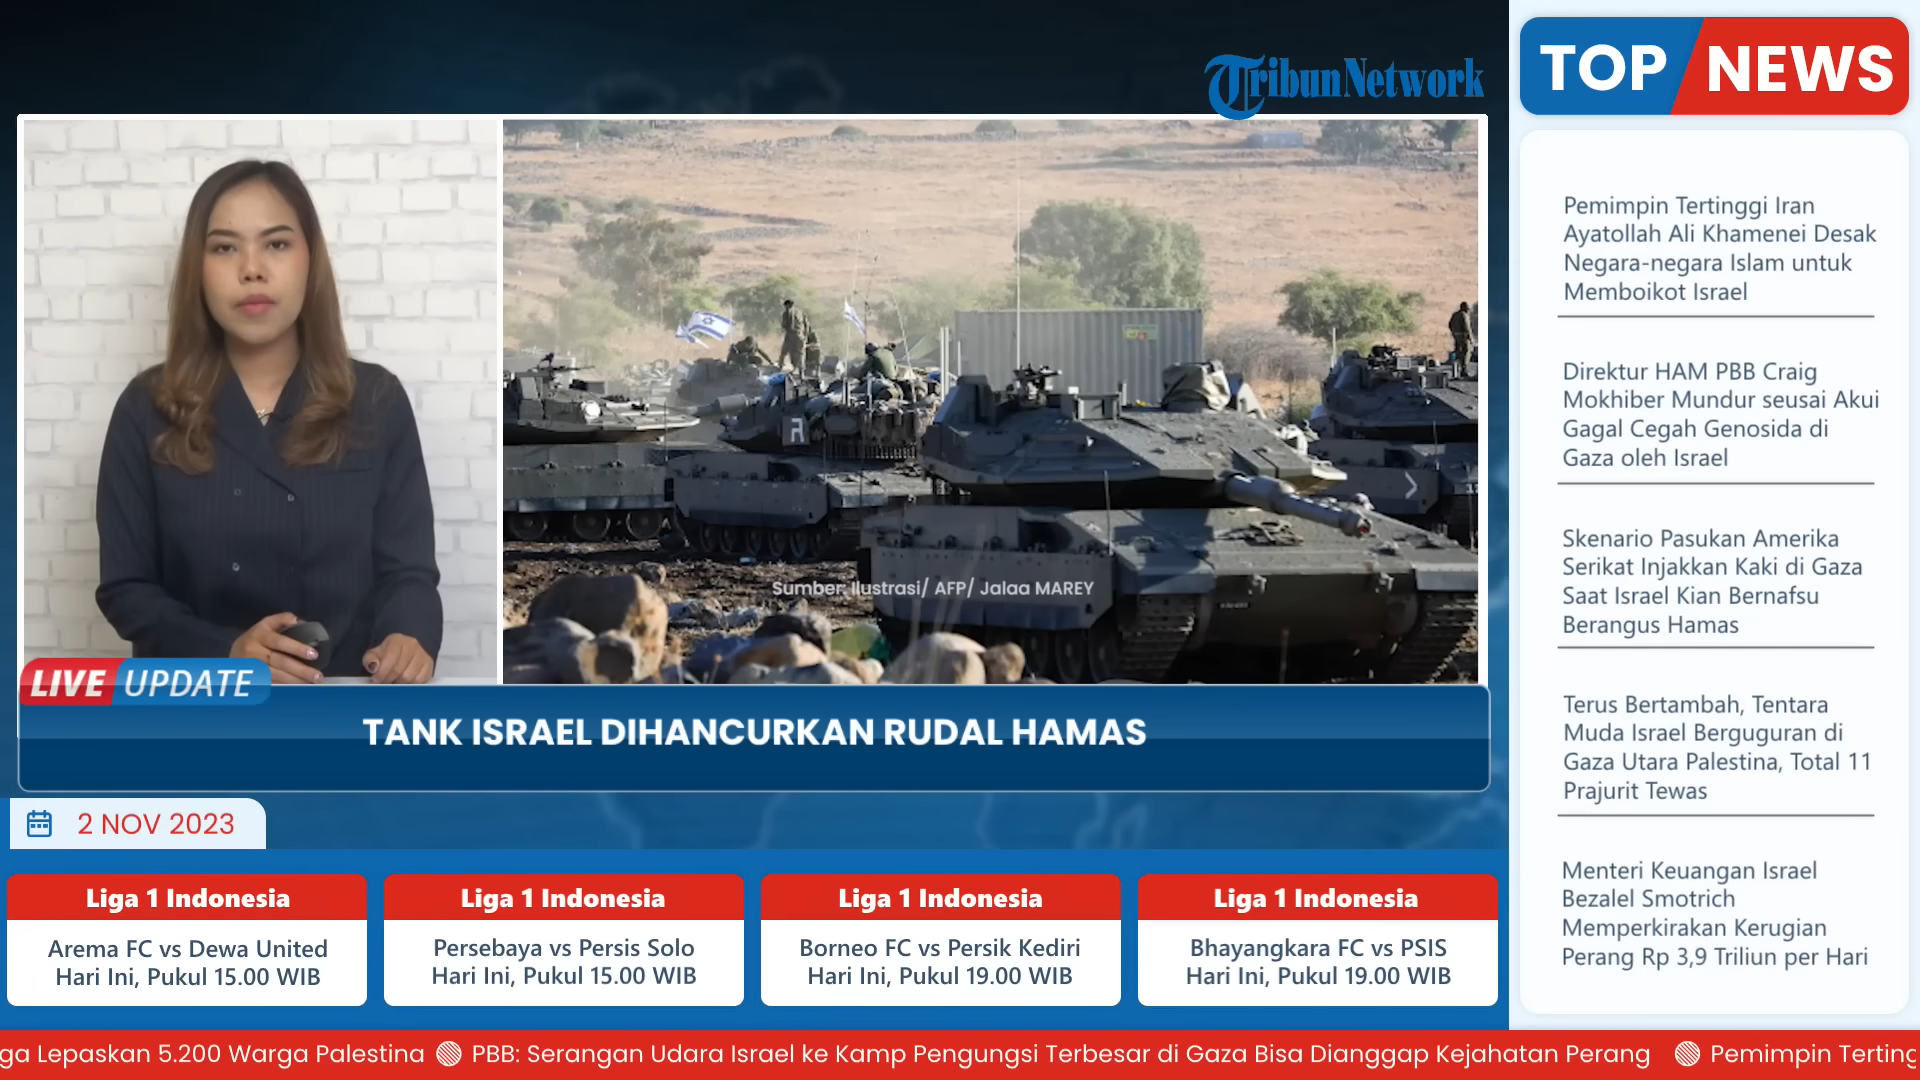 TribunNetwork
TOP NEWS
Pemimpin Tertinggi Iran
Ayatollah Ali Khamenei Desak
Negara-negara Islam untuk
Memboikot Israel
Direktur HAM PBB Craig
Mokhiber Mundur seusai Akui
Gagal Cegah Genosida di
Gaza oleh Israel
Skenario Pasukan Amerika
Serikat Injakkan Kaki di Gaza
Saat Israel Kian Bernafsu
Berangus Hamas
Terus Bertambah, Tentara
Muda Israel Berguguran di
Gaza Utara Palestina, Total 11
Prajurit Tewas
Menteri Keuangan Israel
Bezalel Smotrich
Memperkirakan Kerugian
Perang Rp 3,9 Triliun per Hari
Sumber: Ilustrasi/ AFP/ Jalaa MAREY
LIVE UPDATE
TANK ISRAEL DIHANCURKAN RUDAL HAMAS
2 NOV 2023
Liga 1 Indonesia
Arema FC vs Dewa United
Hari Ini, Pukul 15.00 WIB
Liga 1 Indonesia
Persebaya vs Persis Solo
Hari Ini, Pukul 15.00 WIB
Liga 1 Indonesia
Borneo FC vs Persik Kediri
Hari Ini, Pukul 19.00 WIB
Liga 1 Indonesia
Bhayangkara FC vs PSIS
Hari Ini, Pukul 19.00 WIB
ga Lepaskan 5.200 Warga Palestina PBB: Serangan Udara Israel ke Kamp Pengungsi Terbesar di Gaza Bisa Dianggap Kejahatan Perang Pemimpin Terting